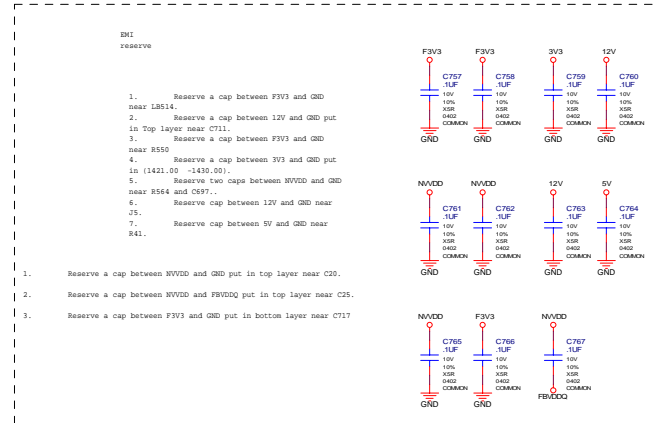 EMI
reserve
1. Reserve a cap between F3V3 and GND
near LB514.
2. Reserve a cap between 12V and GND put
in Top layer near C711.
3. Reserve a cap between F3V3 and GND
near R550
4. Reserve a cap between 3V3 and GND put
in (1421.00 -1430.00).
5. Reserve two caps between NVVDD and GND
near R564 and C697..
6. Reserve cap between 12V and GND near
J5.
7. Reserve cap between 5V and GND near
R41.
1. Reserve a cap between NVVDD and GND put in top layer near C20.
2. Reserve a cap between NVVDD and FBVDDQ put in top layer near C25.
3. Reserve a cap between F3V3 and GND put in bottom layer near C717
F3V3 F3V3 3V3 12V
C757 C758 C759 C760
.1UF .1UF .1UF .1UF
10V 10V 10V 10V
10% 10% 10% 10%
X5R X5R X5R X5R
0402 0402 0402 0402
COMMON COMMON COMMON COMMON
GND GND GND GND
NVVDD NVVDD 12V 5V
C761 C762 C763 C764
.1UF .1UF .1UF .1UF
10V 10V 10V 10V
10% 10% 10% 10%
X5R X5R X5R X5R
0402 0402 0402 0402
COMMON COMMON COMMON COMMON
GND GND GND GND
NVVDD F3V3 NVVDD
C765 C766 C767
.1UF .1UF .1UF
10V 10V 10V
10% 10% 10%
X5R X5R X5R
0402 0402 0402
COMMON COMMON COMMON
GND GND FBVDDQ